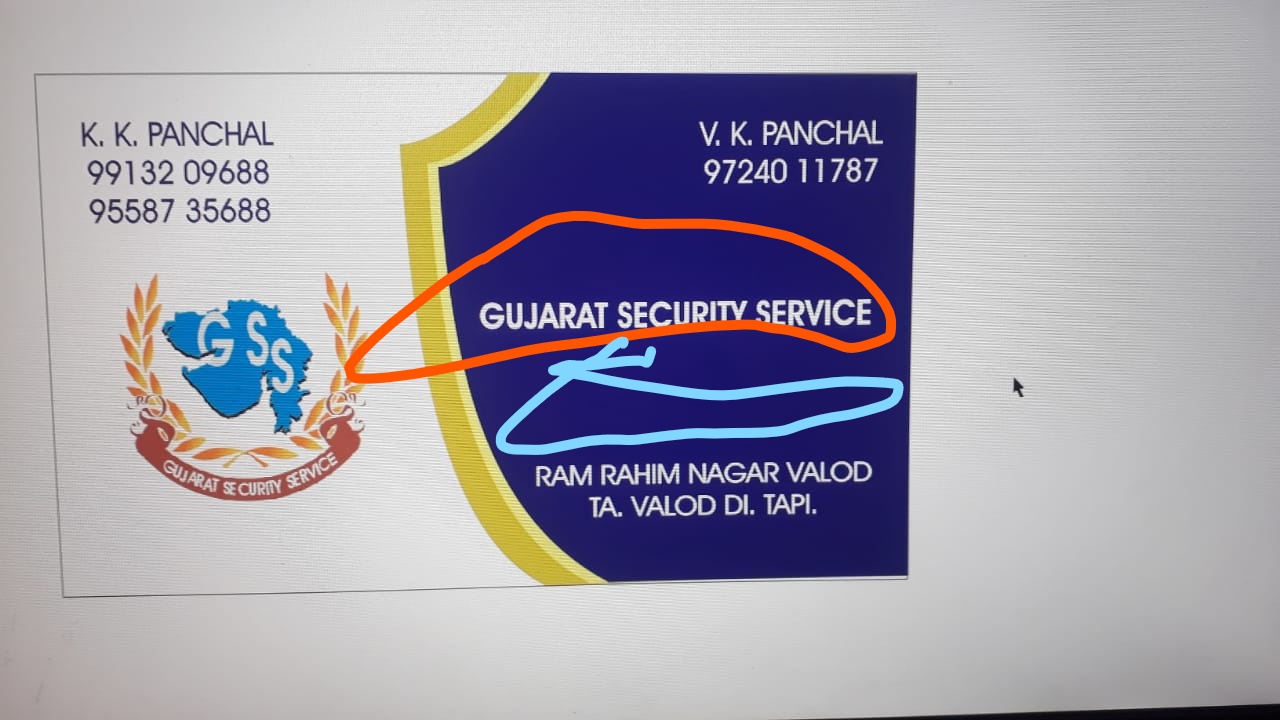 K. K. PANCHAL
99132 09688
95587 35688
G S S
GUJARAT SECURITY SERVICE
V. K. PANCHAL
97240 11787
GUJARAT SECURITY SERVICE
RAM RAHIM NAGAR VALOD
TA. VALOD DI. TAPI.